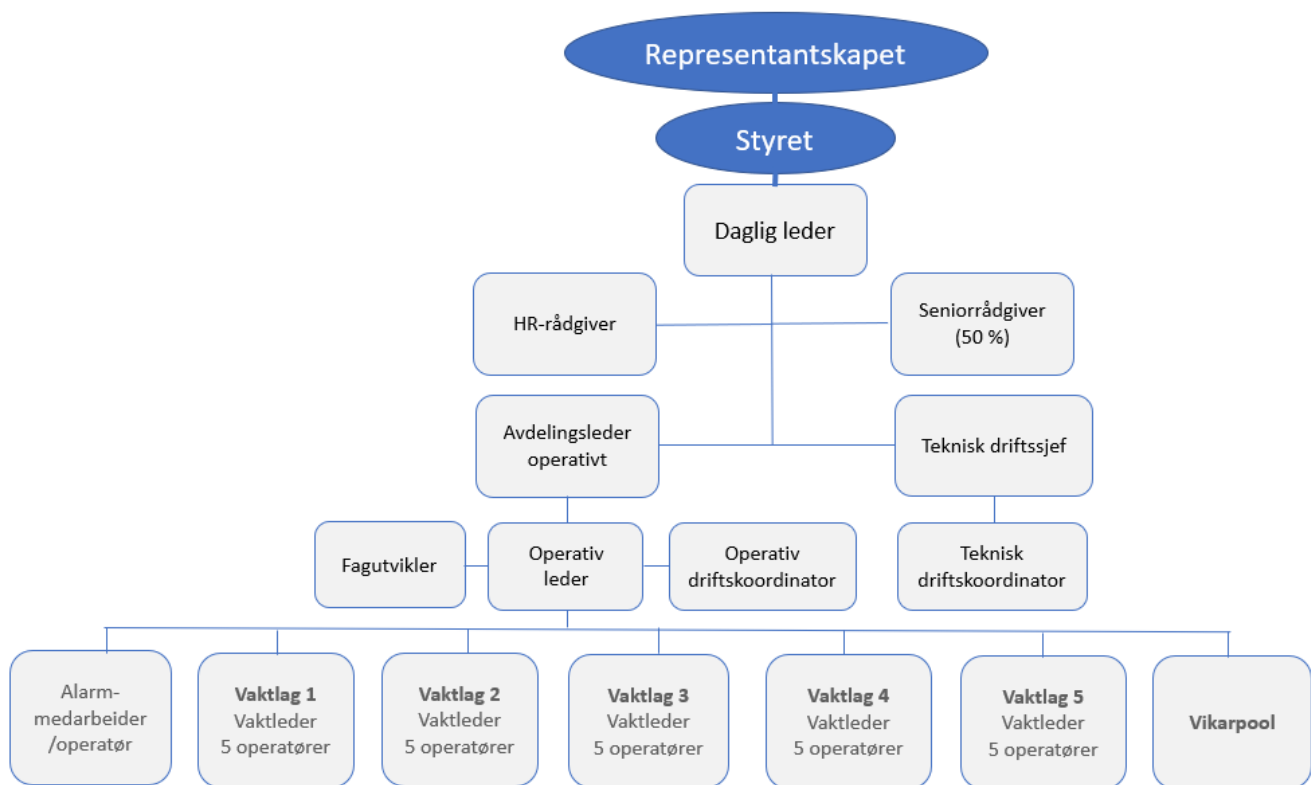 Representantskapet
Styret
Daglig leder
HR-rådgiver
Seniorrådgiver
(50 %)
Avdelingsleder
operativt
Teknisk driftssjef
Fagutvikler
Operativ
leder
Operativ
driftskoordinator
Teknisk
driftskoordinator
Alarm-
medarbeider
/operatør
Vaktlag 1
Vaktleder
5 operatører
Vaktlag 2
Vaktleder
5 operatører
Vaktlag 3
Vaktleder
5 operatører
Vaktlag 4
Vaktleder
5 operatører
Vaktlag 5
Vaktleder
5 operatører
Vikarpool